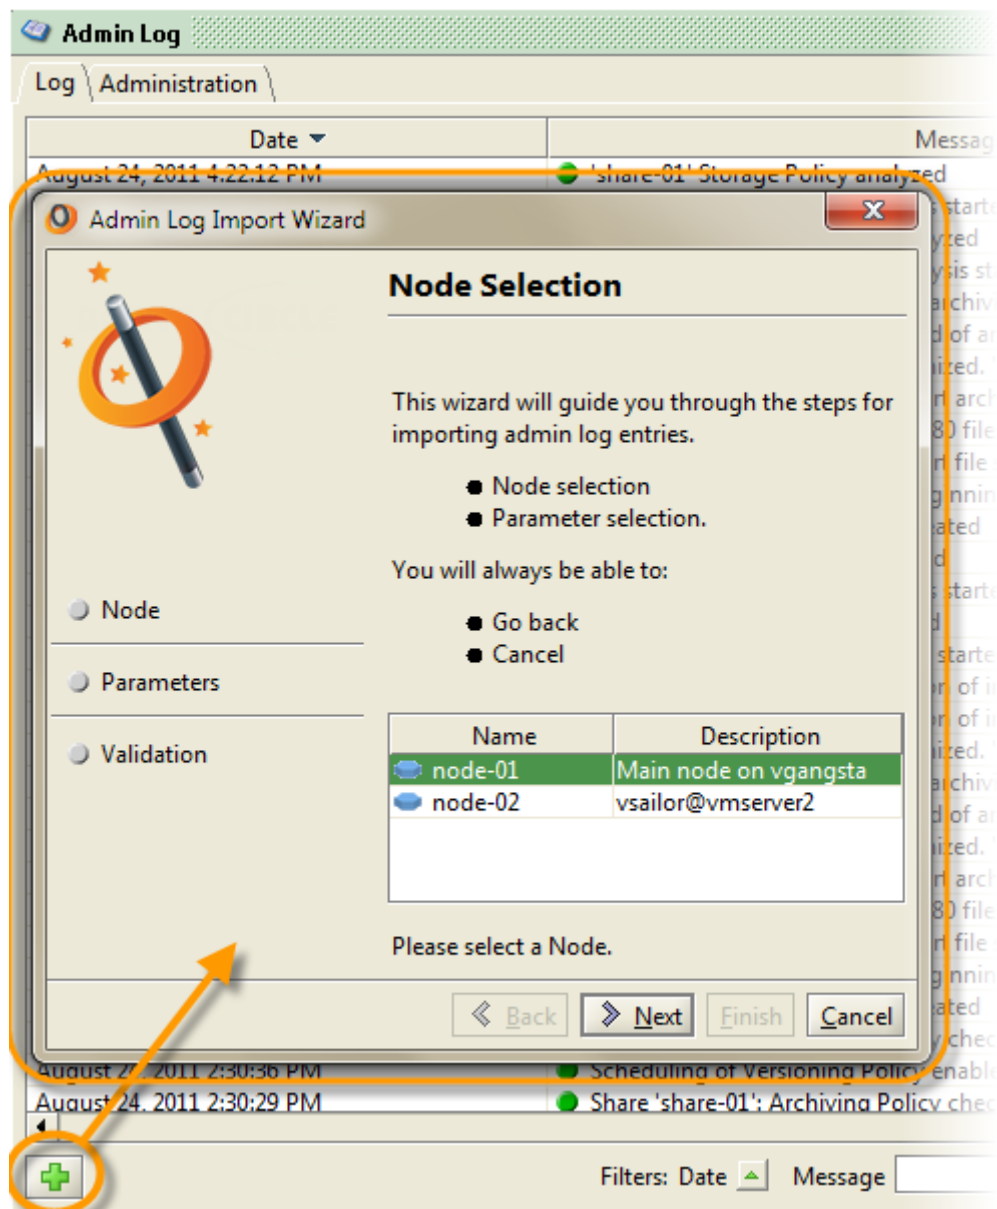 Admin Log
Log Administration
Date Messag
August 24, 2011 4:22:12 PM 'share-01' Storage Policy analyzed
Admin Log Import Wizard
Node Selection
This wizard will guide you through the steps for
importing admin log entries.
Node selection
Parameter selection.
You will always be able to:
Go back
Cancel
Node
Parameters
Validation
Name Description
node-01 Main node on vgangsta
node-02 vsailor@vmserver2
Please select a Node.
Back Next Finish Cancel
August 24, 2011 2:30:36 PM Scheduling of Versioning Policy enable
August 24, 2011 2:30:29 PM Share 'share-01': Archiving Policy chec
Filters: Date Message